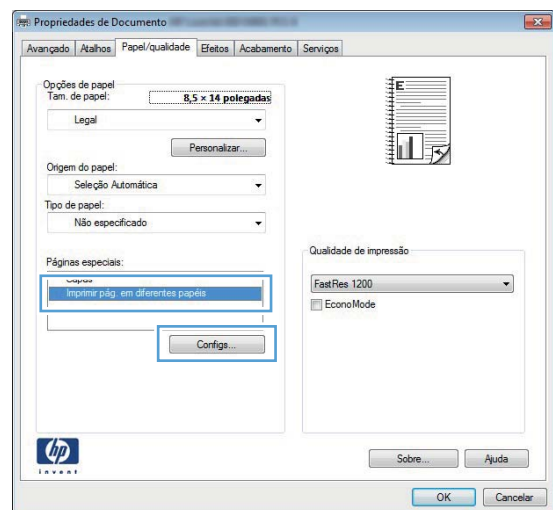 Propriedades de Documento
Avançado Atalhos Papel/qualidade Efeitos Acabamento Serviços
Opções de papel
Tam. de papel: 8,5 × 14 polegadas
Legal
Personalizar...
Origem do papel:
Seleção Automática
Tipo de papel:
Não especificado
Páginas especiais:
Capas
Imprimir pág. em diferentes papéis
Configs...
E
Qualidade de impressão
FastRes 1200
EconoMode
hp
invent
Sobre... Ajuda
OK Cancelar